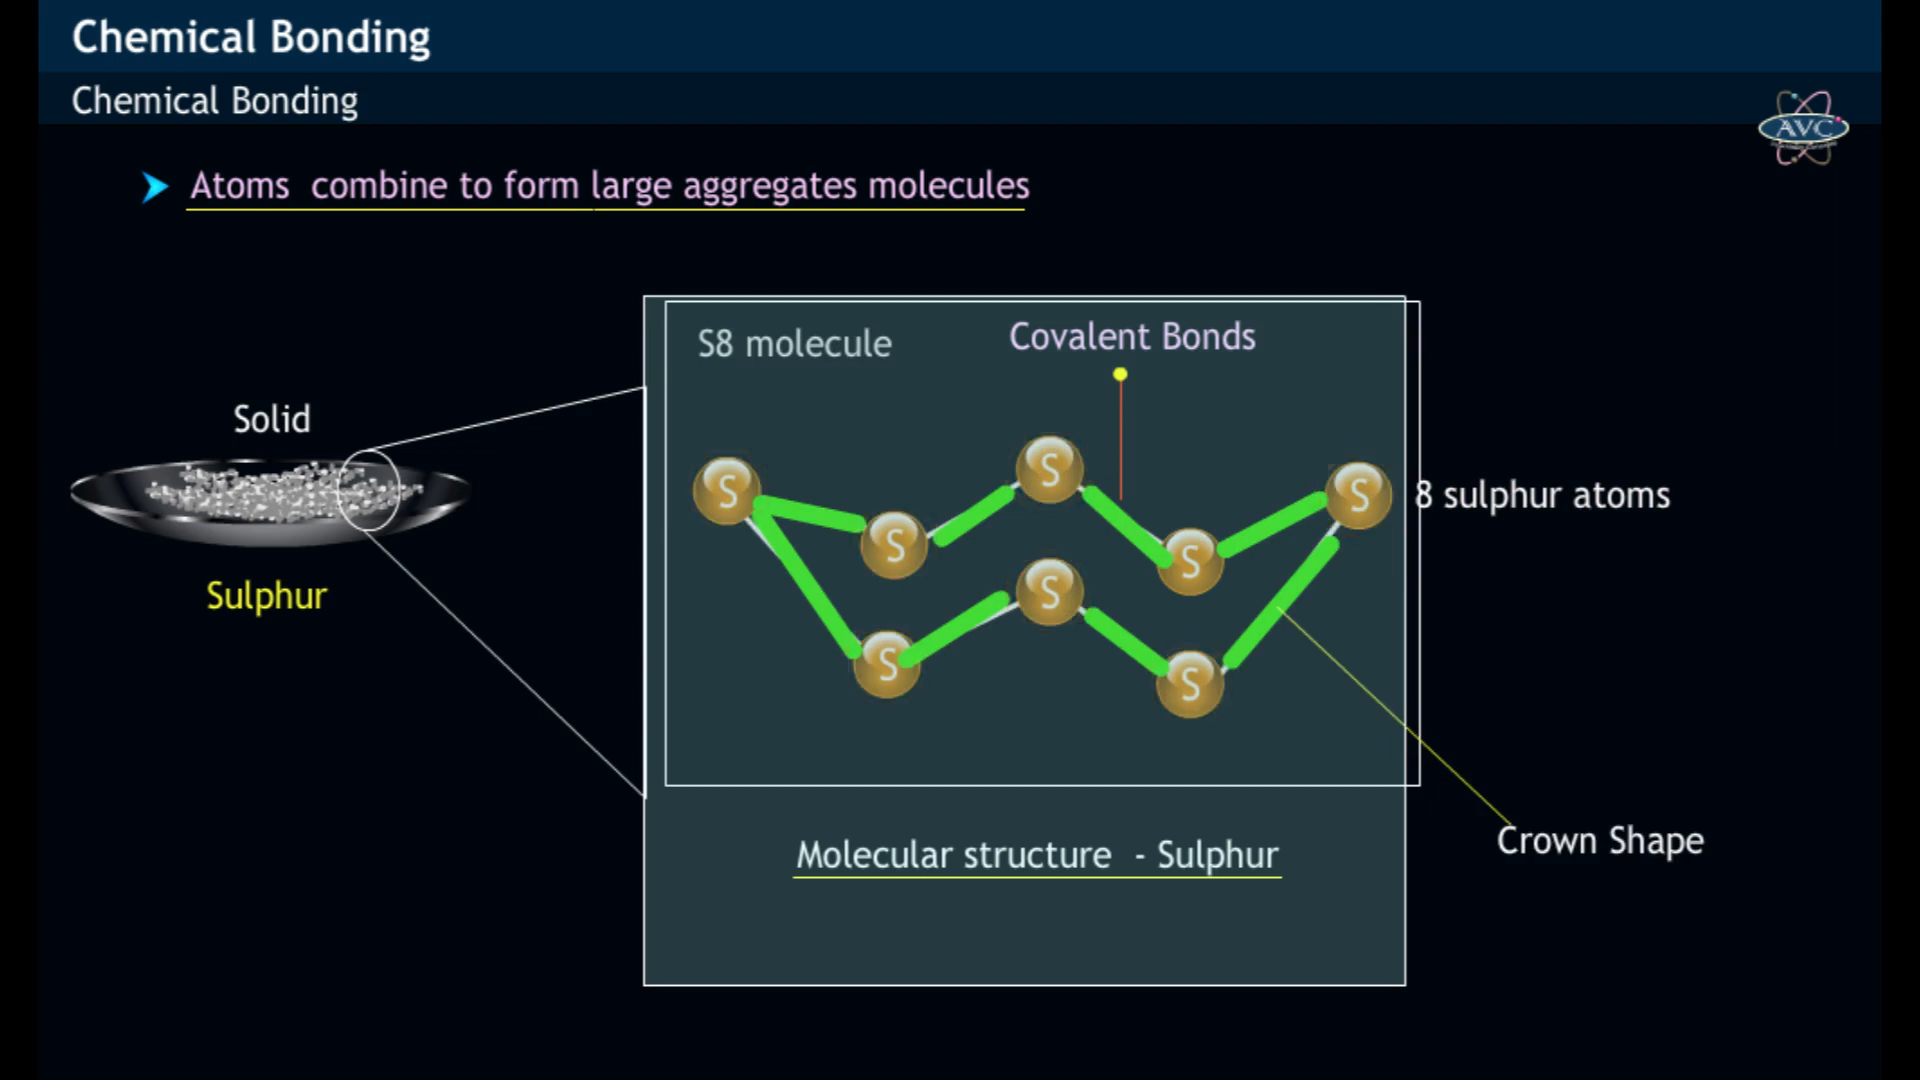 Chemical Bonding
Chemical Bonding
AVC
Atoms combine to form large aggregates molecules
S8 molecule
Covalent Bonds
Solid
S
S
S
S
S
8 sulphur atoms
S
S
S
Sulphur
Molecular structure - Sulphur
Crown Shape